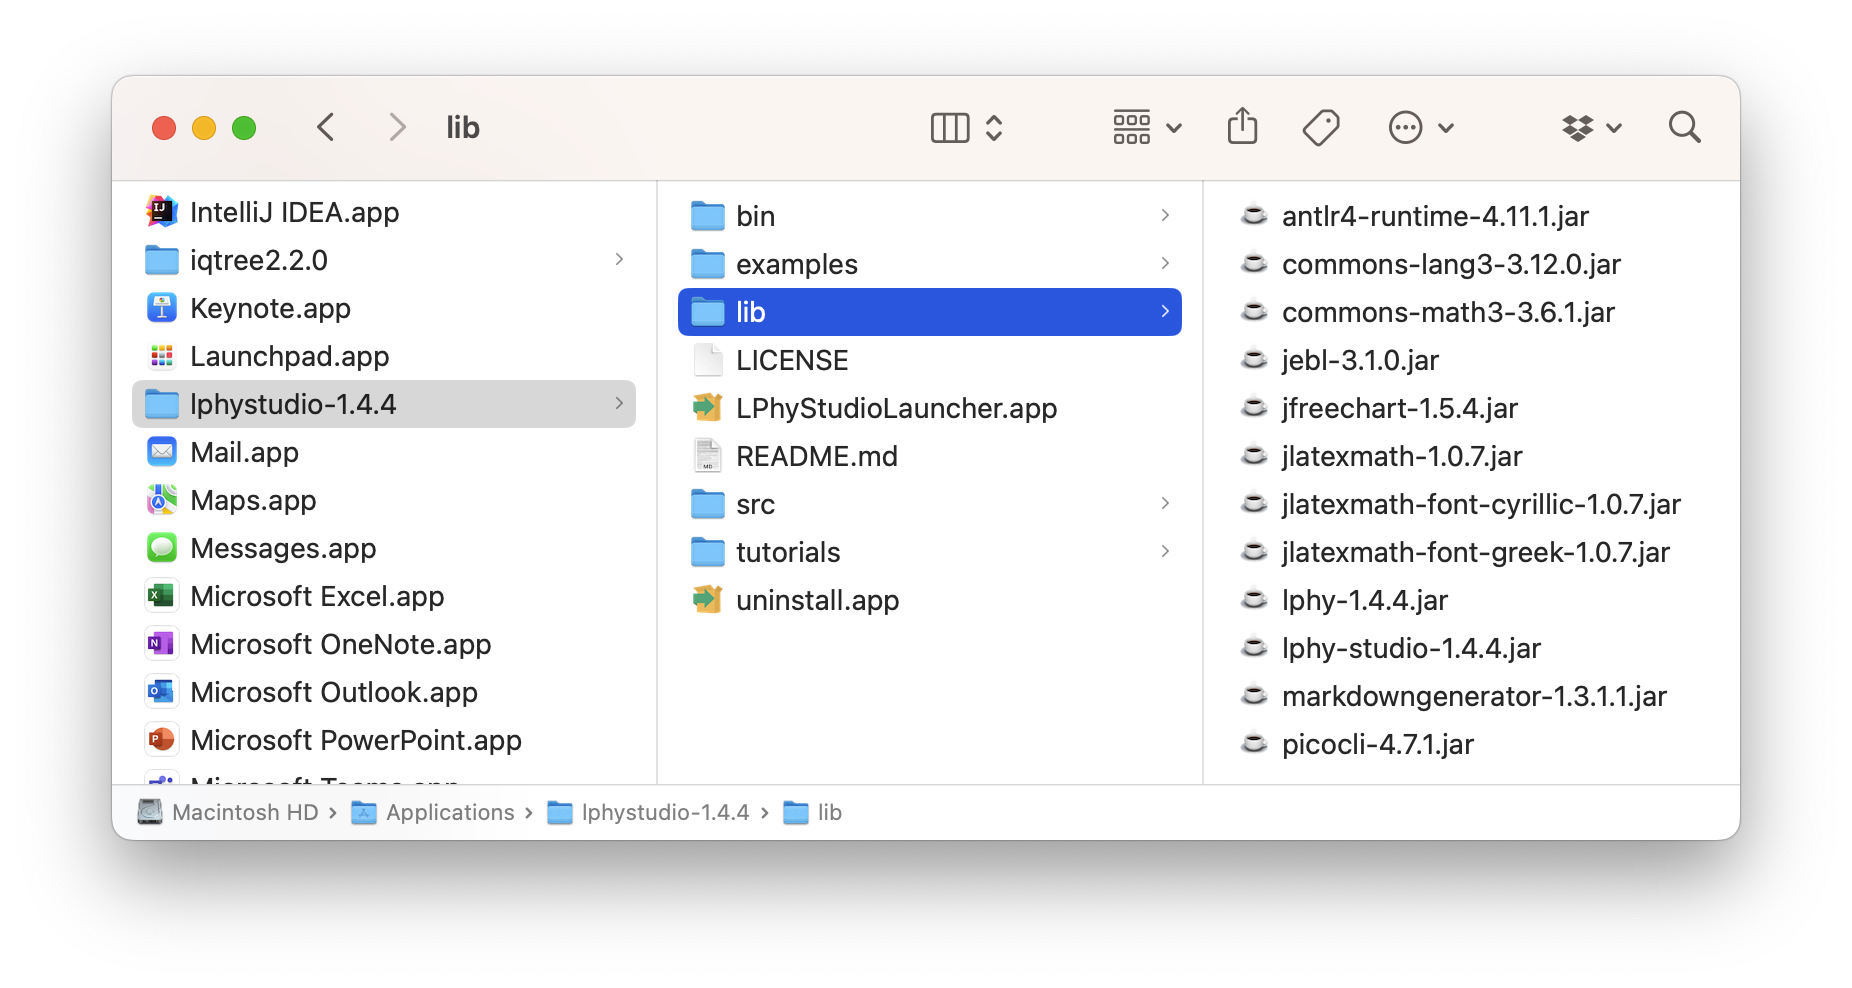 lib
IntelliJ IDEA.app
iqtree2.2.0
Keynote.app
Launchpad.app
lphystudio-1.4.4
Mail.app
Maps.app
Messages.app
Microsoft Excel.app
Microsoft OneNote.app
Microsoft Outlook.app
Microsoft PowerPoint.app
Microsoft Teams.app
bin
examples
lib
LICENSE
LPhyStudioLauncher.app
README.md
src
tutorials
uninstall.app
antlr4-runtime-4.11.1.jar
commons-lang3-3.12.0.jar
commons-math3-3.6.1.jar
jebl-3.1.0.jar
jfreechart-1.5.4.jar
jlatexmath-1.0.7.jar
jlatexmath-font-cyrillic-1.0.7.jar
jlatexmath-font-greek-1.0.7.jar
lphy-1.4.4.jar
lphy-studio-1.4.4.jar
markdowngenerator-1.3.1.1.jar
picocli-4.7.1.jar
Macintosh HD › Applications › lphystudio-1.4.4 › lib